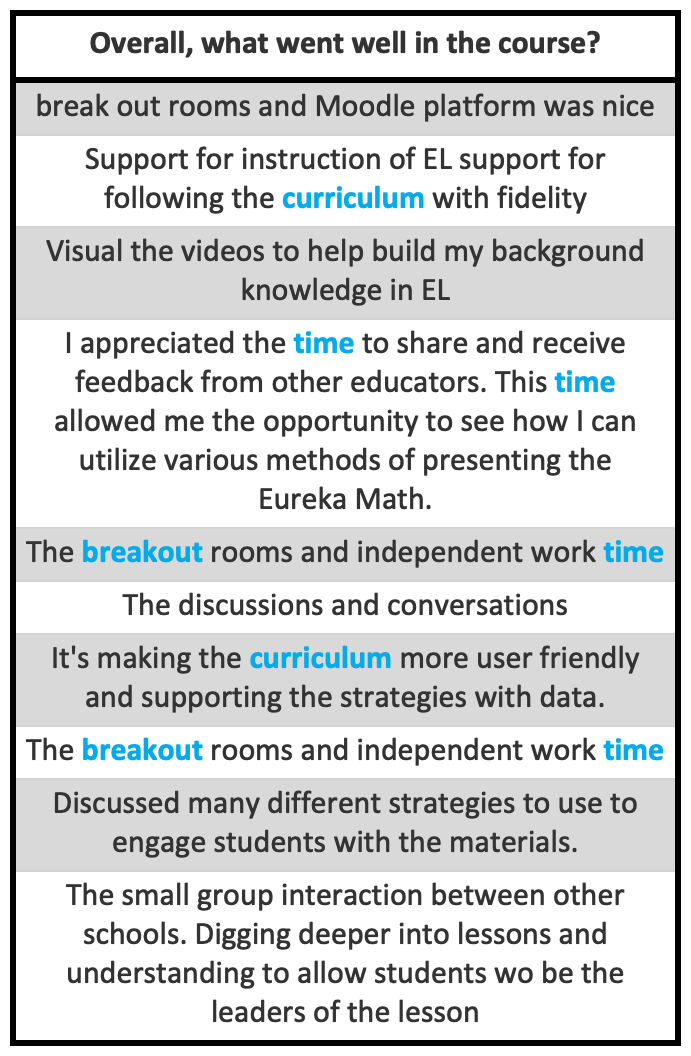 Overall, what went well in the course?
break out rooms and Moodle platform was nice
Support for instruction of EL support for
following the curriculum with fidelity
Visual the videos to help build my background
knowledge in EL
I appreciated the time to share and receive
feedback from other educators. This time
allowed me the opportunity to see how I can
utilize various methods of presenting the
Eureka Math.
The breakout rooms and independent work time
The discussions and conversations
It's making the curriculum more user friendly
and supporting the strategies with data.
The breakout rooms and independent work time
Discussed many different strategies to use to
engage students with the materials.
The small group interaction between other
schools. Digging deeper into lessons and
understanding to allow students wo be the
leaders of the lesson